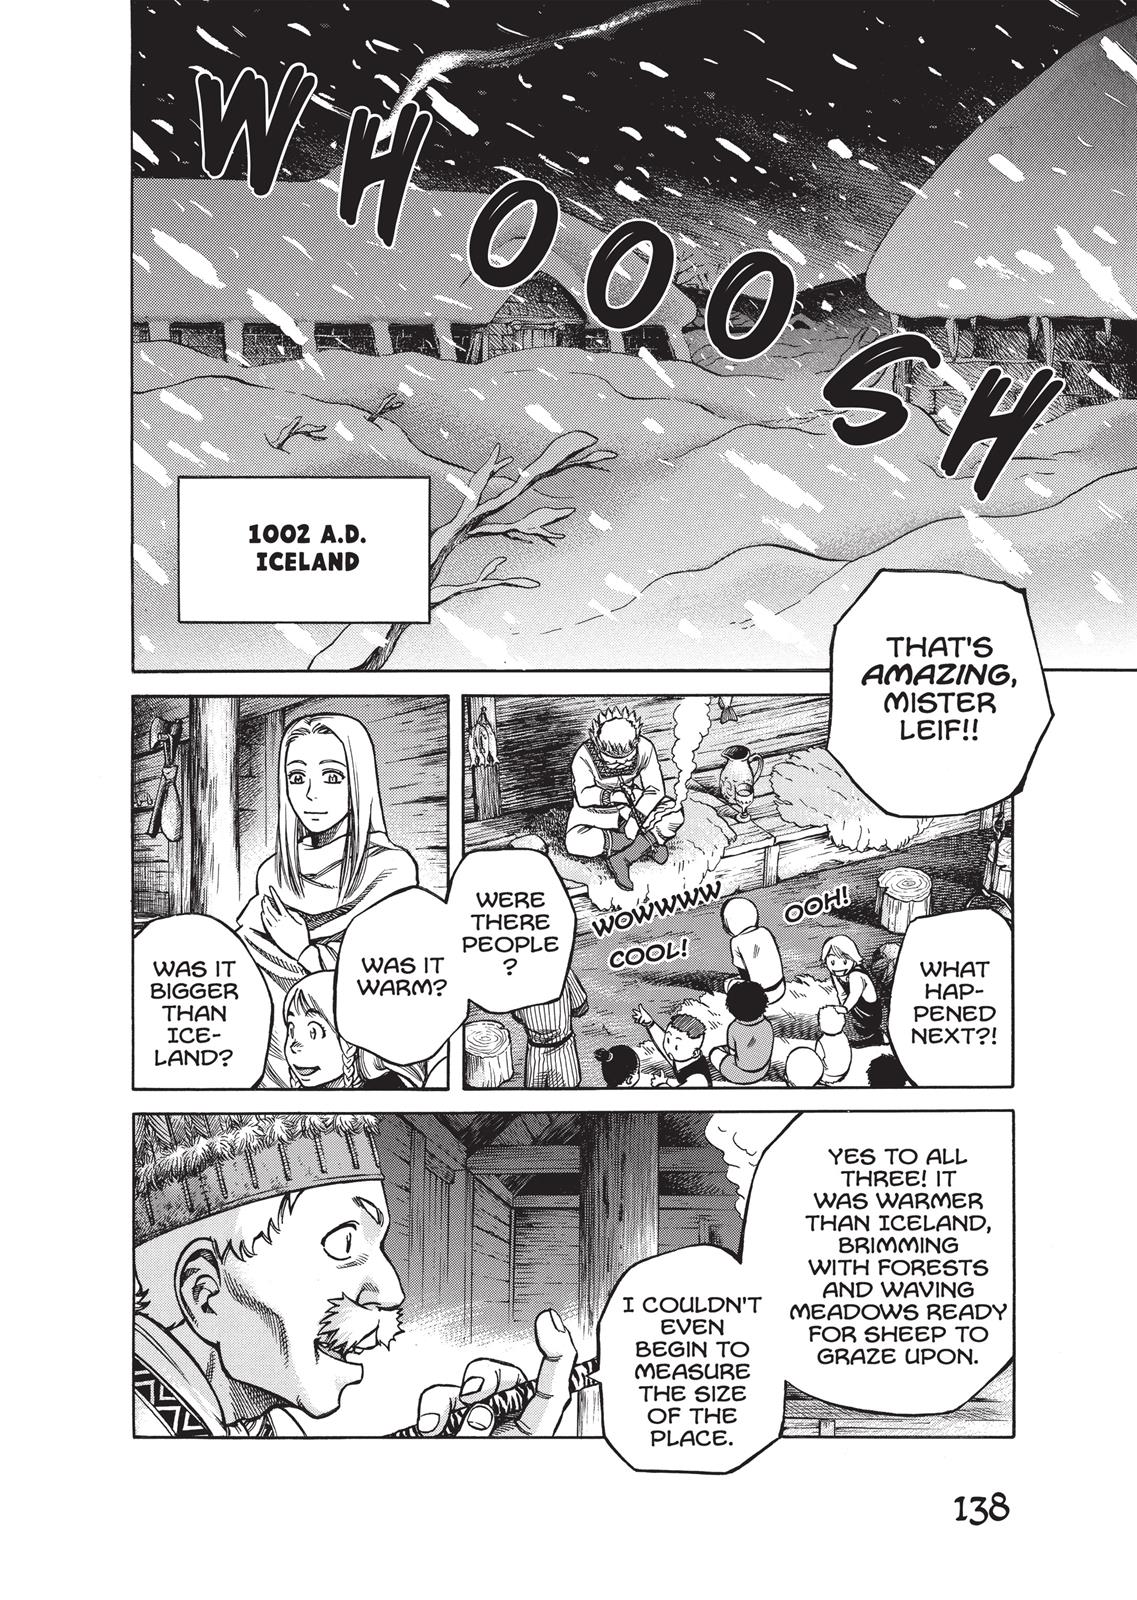 WHOOOSH
1002 A.D.
ICELAND
THAT'S
AMAZING,
MISTER
LEIF!!
WHAT
HAP-
PENED
NEXT?!
OOH!
WOWWWW
COOL!
WERE
THERE
PEOPLE
?
WAS IT
WARM?
WAS IT
BIGGER
THAN
ICE-
LAND?
YES TO ALL
THREE! IT
WAS WARMER
THAN ICELAND,
BRIMMING
WITH FORESTS
AND WAVING
MEADOWS READY
FOR SHEEP TO
GRAZE UPON.
I COULDN'T
EVEN
BEGIN TO
MEASURE
THE SIZE
OF THE
PLACE.
138